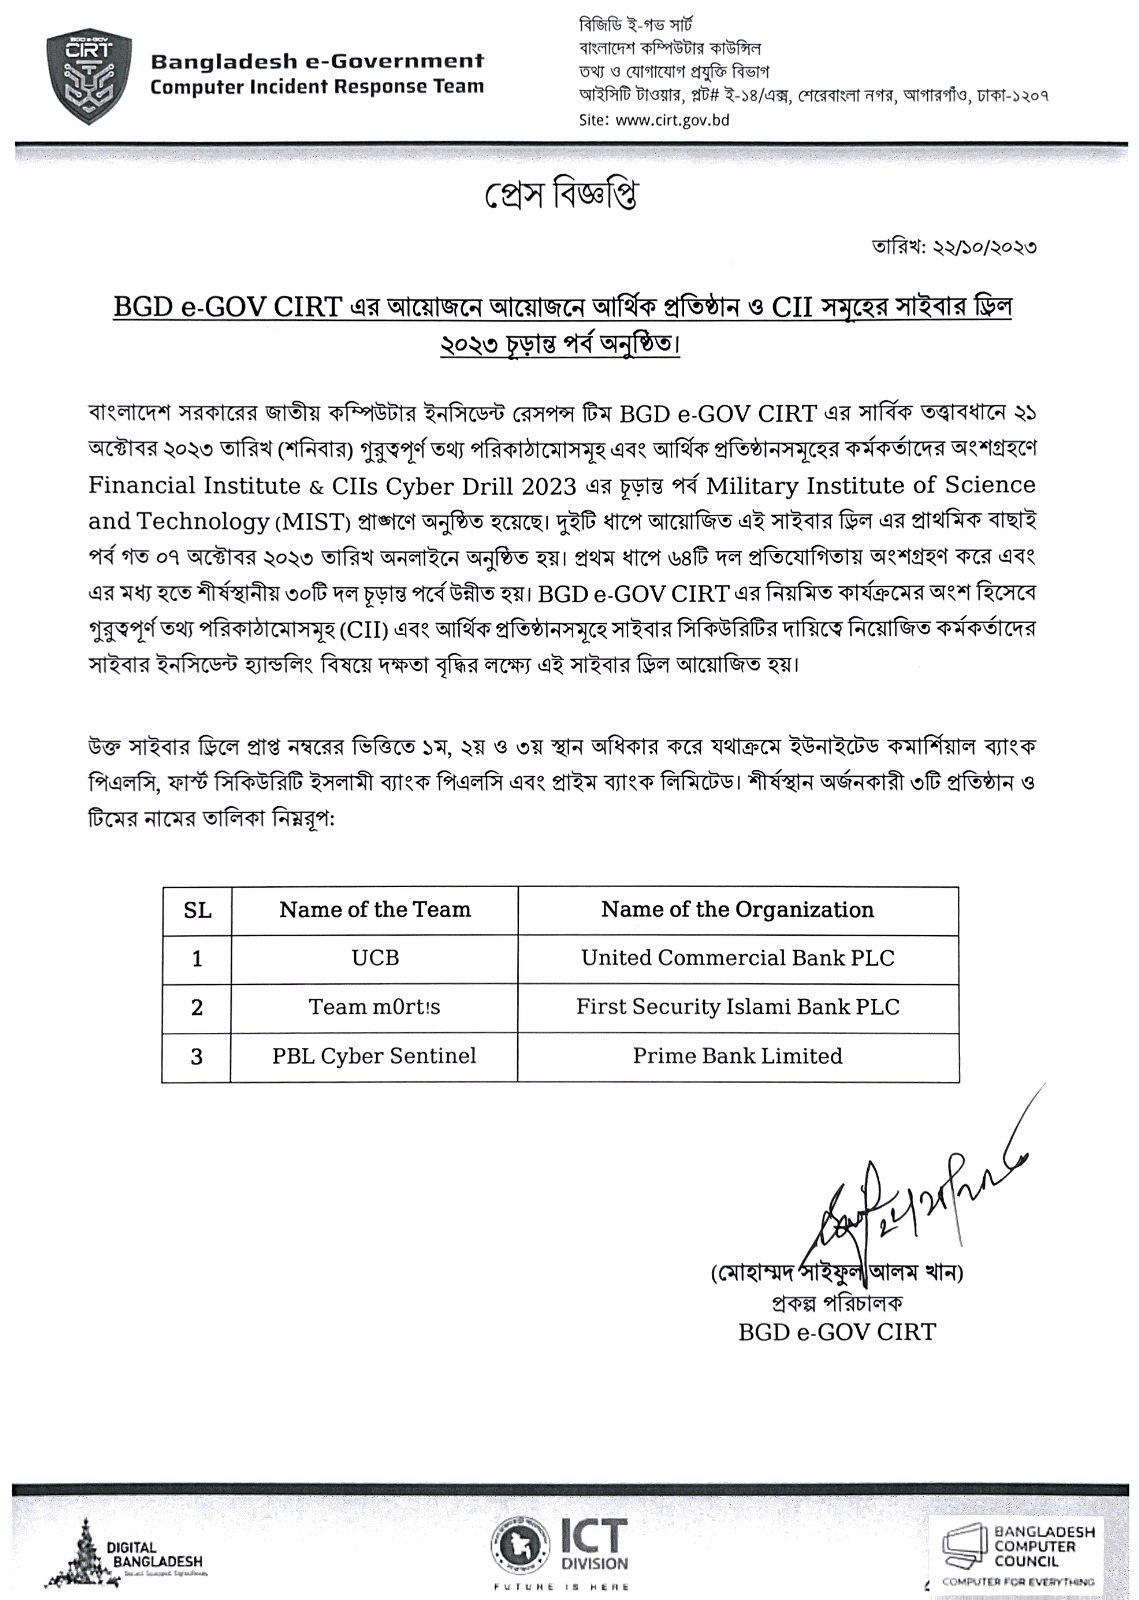 BGD e-GOV
CIRT
Bangladesh e-Government
Computer Incident Response Team
বিজিডি ই-গভ সার্ট
বাংলাদেশ কম্পিউটার কাউন্সিল
তথ্য ও যোগাযোগ প্রযুক্তি বিভাগ
আইসিটি টাওয়ার, প্লট# ই-১৪/এক্স, শেরেবাংলা নগর, আগারগাঁও, ঢাকা-১২০৭
Site: www.cirt.gov.bd
প্রেস বিজ্ঞপ্তি
তারিখ: ২২/১০/২০২৩
BGD e-GOV CIRT এর আয়োজনে আয়োজনে আর্থিক প্রতিষ্ঠান ও CII সমূহের সাইবার ড্রিল
২০২৩ চূড়ান্ত পর্ব অনুষ্ঠিত।
বাংলাদেশ সরকারের জাতীয় কম্পিউটার ইনসিডেন্ট রেসপন্স টিম BGD e-GOV CIRT এর সার্বিক তত্ত্বাবধানে ২১
অক্টোবর ২০২৩ তারিখ (শনিবার) গুরুত্বপূর্ণ তথ্য পরিকাঠামোসমূহ এবং আর্থিক প্রতিষ্ঠানসমূহের কর্মকর্তাদের অংশগ্রহণে
Financial Institute & CIIs Cyber Drill 2023 এর চূড়ান্ত পর্ব Military Institute of Science
and Technology (MIST) প্রাঙ্গণে অনুষ্ঠিত হয়েছে। দুইটি ধাপে আয়োজিত এই সাইবার ড্রিল এর প্রাথমিক বাছাই
পর্ব গত ০৭ অক্টোবর ২০২৩ তারিখ অনলাইনে অনুষ্ঠিত হয়। প্রথম ধাপে ৬৪টি দল প্রতিযোগিতায় অংশগ্রহণ করে এবং
এর মধ্য হতে শীর্ষস্থানীয় ৩০টি দল চূড়ান্ত পর্বে উন্নীত হয়। BGD e-GOV CIRT এর নিয়মিত কার্যক্রমের অংশ হিসেবে
গুরুত্বপূর্ণ তথ্য পরিকাঠামোসমূহ (CII) এবং আর্থিক প্রতিষ্ঠানসমূহে সাইবার সিকিউরিটির দায়িত্বে নিয়োজিত কর্মকর্তাদের
সাইবার ইনসিডেন্ট হ্যান্ডলিং বিষয়ে দক্ষতা বৃদ্ধির লক্ষ্যে এই সাইবার ড্রিল আয়োজিত হয়।
উক্ত সাইবার ড্রিলে প্রাপ্ত নম্বরের ভিত্তিতে ১ম, ২য় ও ৩য় স্থান অধিকার করে যথাক্রমে ইউনাইটেড কমার্শিয়াল ব্যাংক
পিএলসি, ফার্স্ট সিকিউরিটি ইসলামী ব্যাংক পিএলসি এবং প্রাইম ব্যাংক লিমিটেড। শীর্ষস্থান অর্জনকারী ৩টি প্রতিষ্ঠান ও
টিমের নামের তালিকা নিম্নরূপ:
SL Name of the Team Name of the Organization
1 UCB United Commercial Bank PLC
2 Team m0rt!s First Security Islami Bank PLC
3 PBL Cyber Sentinel Prime Bank Limited
(মোহাম্মদ সাইফুল আলম খান)
প্রকল্প পরিচালক
BGD e-GOV CIRT
DIGITAL
BANGLADESH
ICT
DIVISION
FUTURE IS HERE
BANGLADESH
COMPUTER
COUNCIL
COMPUTER FOR EVERYTHING